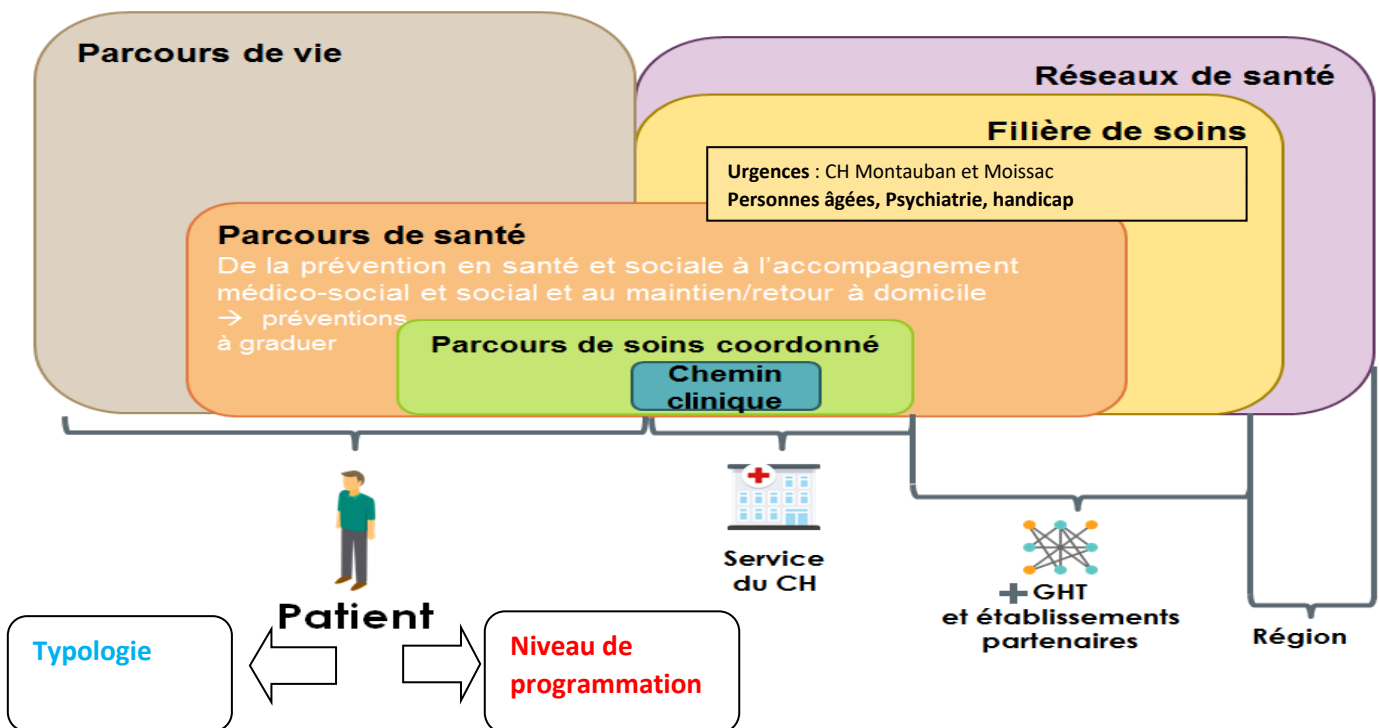 Parcours de vie
Réseaux de santé
Filière de soins
Urgences : CH Montauban et Moissac
Personnes âgées, Psychiatrie, handicap
Parcours de santé
De la prévention en santé et sociale à l’accompagnement
médico-social et social et au maintien/retour à domicile
→ préventions
à graduer
Parcours de soins coordonné
Chemin
clinique
Service
du CH
GHT
et établissements
partenaires
Région
Patient
Typologie
Niveau de
programmation